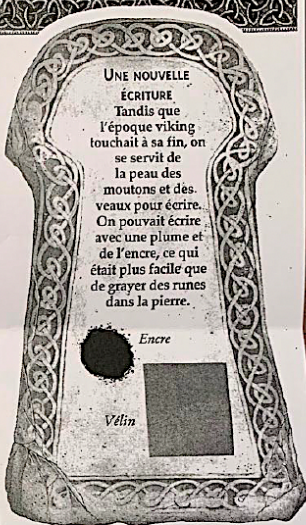 UNE NOUVELLE
ÉCRITURE
Tandis que
l'époque viking
touchait à sa fin, on
se servit de
la peau des
moutons et des
veaux pour écrire.
On pouvait écrire
avec une plume et
de l'encre, ce qui
était plus facile que
de grayer des runes
dans la pierre.
Encre
Vélin